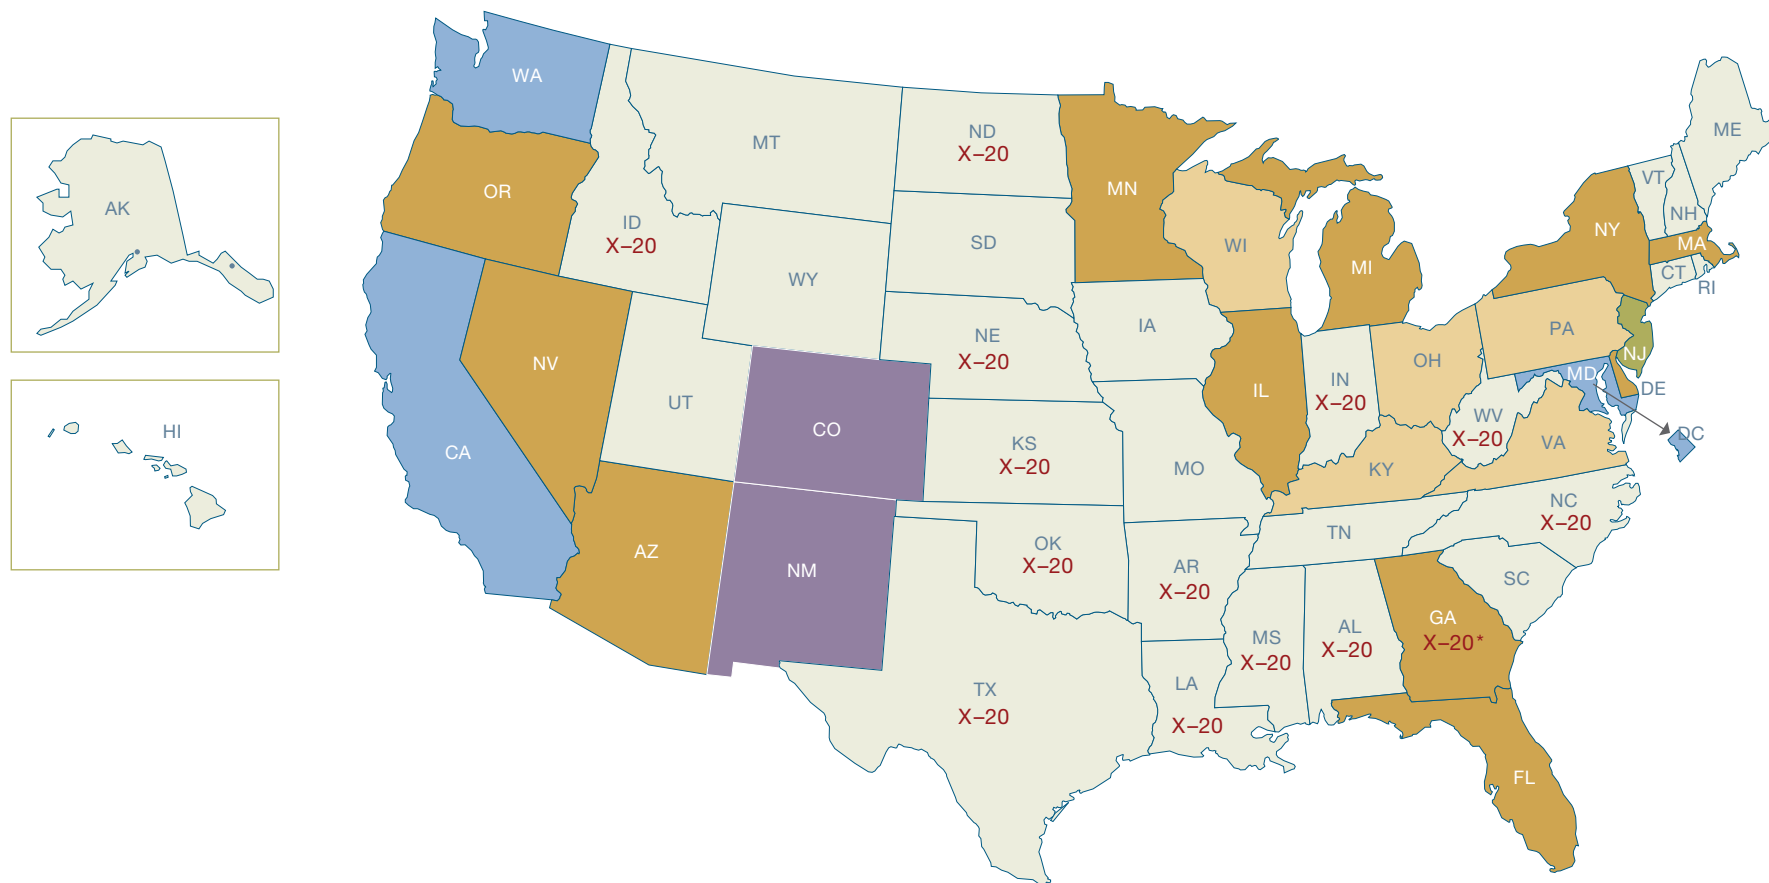 WA
MT
ND
X–20
MN
ME
VT
NH
AK
OR
ID
X–20
SD
WI
MI
NY
MA
CT
RI
WY
IA
NE
X–20
PA
NV
OH
NJ
UT
IL
IN
X–20
MD
DE
HI
CO
WV
X–20
DC
CA
KS
X–20
MO
KY
VA
NC
X–20
AZ
NM
OK
X–20
AR
X–20
TN
SC
GA
X–20*
MS
X–20
AL
X–20
TX
X–20
LA
X–20
FL